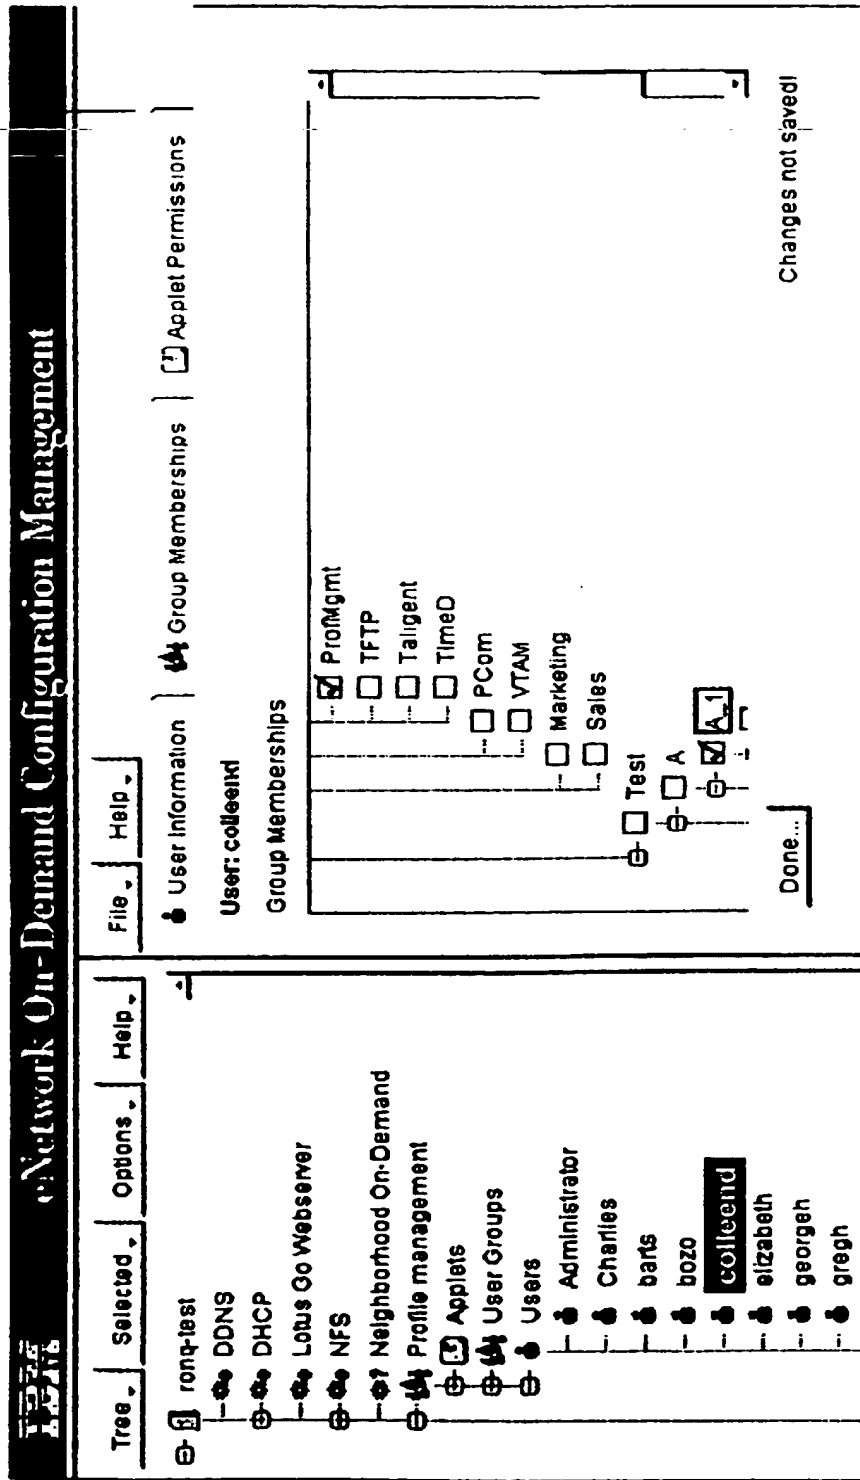 IBM eNetwork On-Demand Configuration Management
Tree Selected Options Help
ronq-test
DDNS
DHCP
Lotus Go Webserver
NFS
Neighborhood On-Demand
Profile management
Applets
User Groups
Users
Administrator
Charlies
barts
bozo
colleend
elizabeth
georgeh
gregh
File Help
User Information Group Memberships Applet Permissions
User: colleend
Group Memberships
ProfMgmt
TFTP
Taligent
TimeD
PCom
VTAM
Marketing
Sales
Test
A
A_1
Done...
Changes not saved!